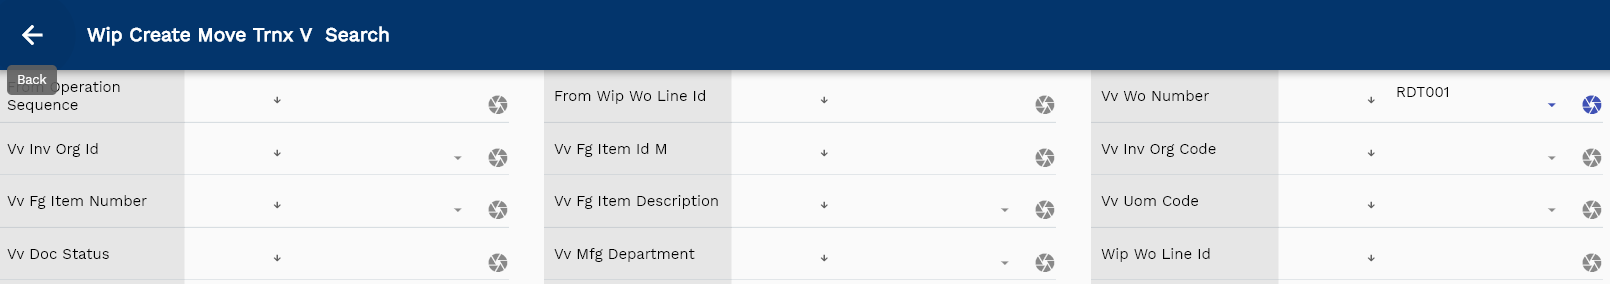 Wip Create Move Trnx V  Search
Back
From Operation
Sequence
From Wip Wo Line Id
Vv Wo Number
RDT001
Vv Inv Org Id
Vv Fg Item Id M
Vv Inv Org Code
Vv Fg Item Number
Vv Fg Item Description
Vv Uom Code
Vv Doc Status
Vv Mfg Department
Wip Wo Line Id